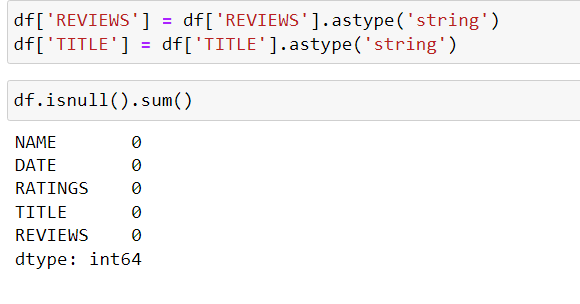 df['REVIEWS'] = df['REVIEWS'].astype('string')
df['TITLE'] = df['TITLE'].astype('string')
df.isnull().sum()
NAME 0
DATE 0
RATINGS 0
TITLE 0
REVIEWS 0
dtype: int64